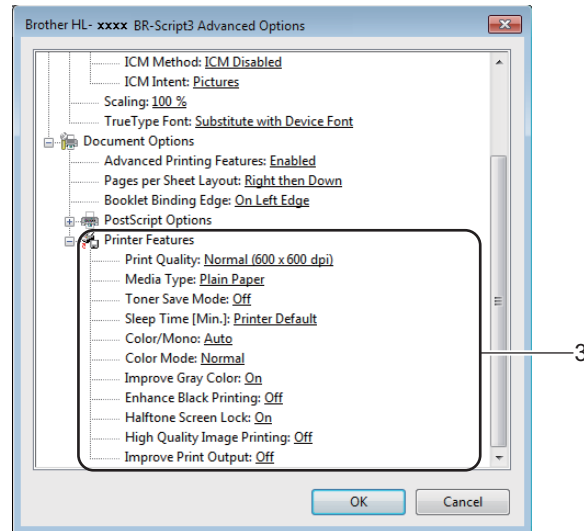 Brother HL- xxxx BR-Script3 Advanced Options
ICM Method: ICM Disabled
ICM Intent: Pictures
Scaling: 100 %
TrueType Font: Substitute with Device Font
Document Options
Advanced Printing Features: Enabled
Pages per Sheet Layout: Right then Down
Booklet Binding Edge: On Left Edge
PostScript Options
Printer Features
Print Quality: Normal (600 x 600 dpi)
Media Type: Plain Paper
Toner Save Mode: Off
Sleep Time [Min.]: Printer Default
Color/Mono: Auto
3
Color Mode: Normal
Improve Gray Color: On
Enhance Black Printing: Off
Halftone Screen Lock: On
High Quality Image Printing: Off
Improve Print Output: Off
OK Cancel